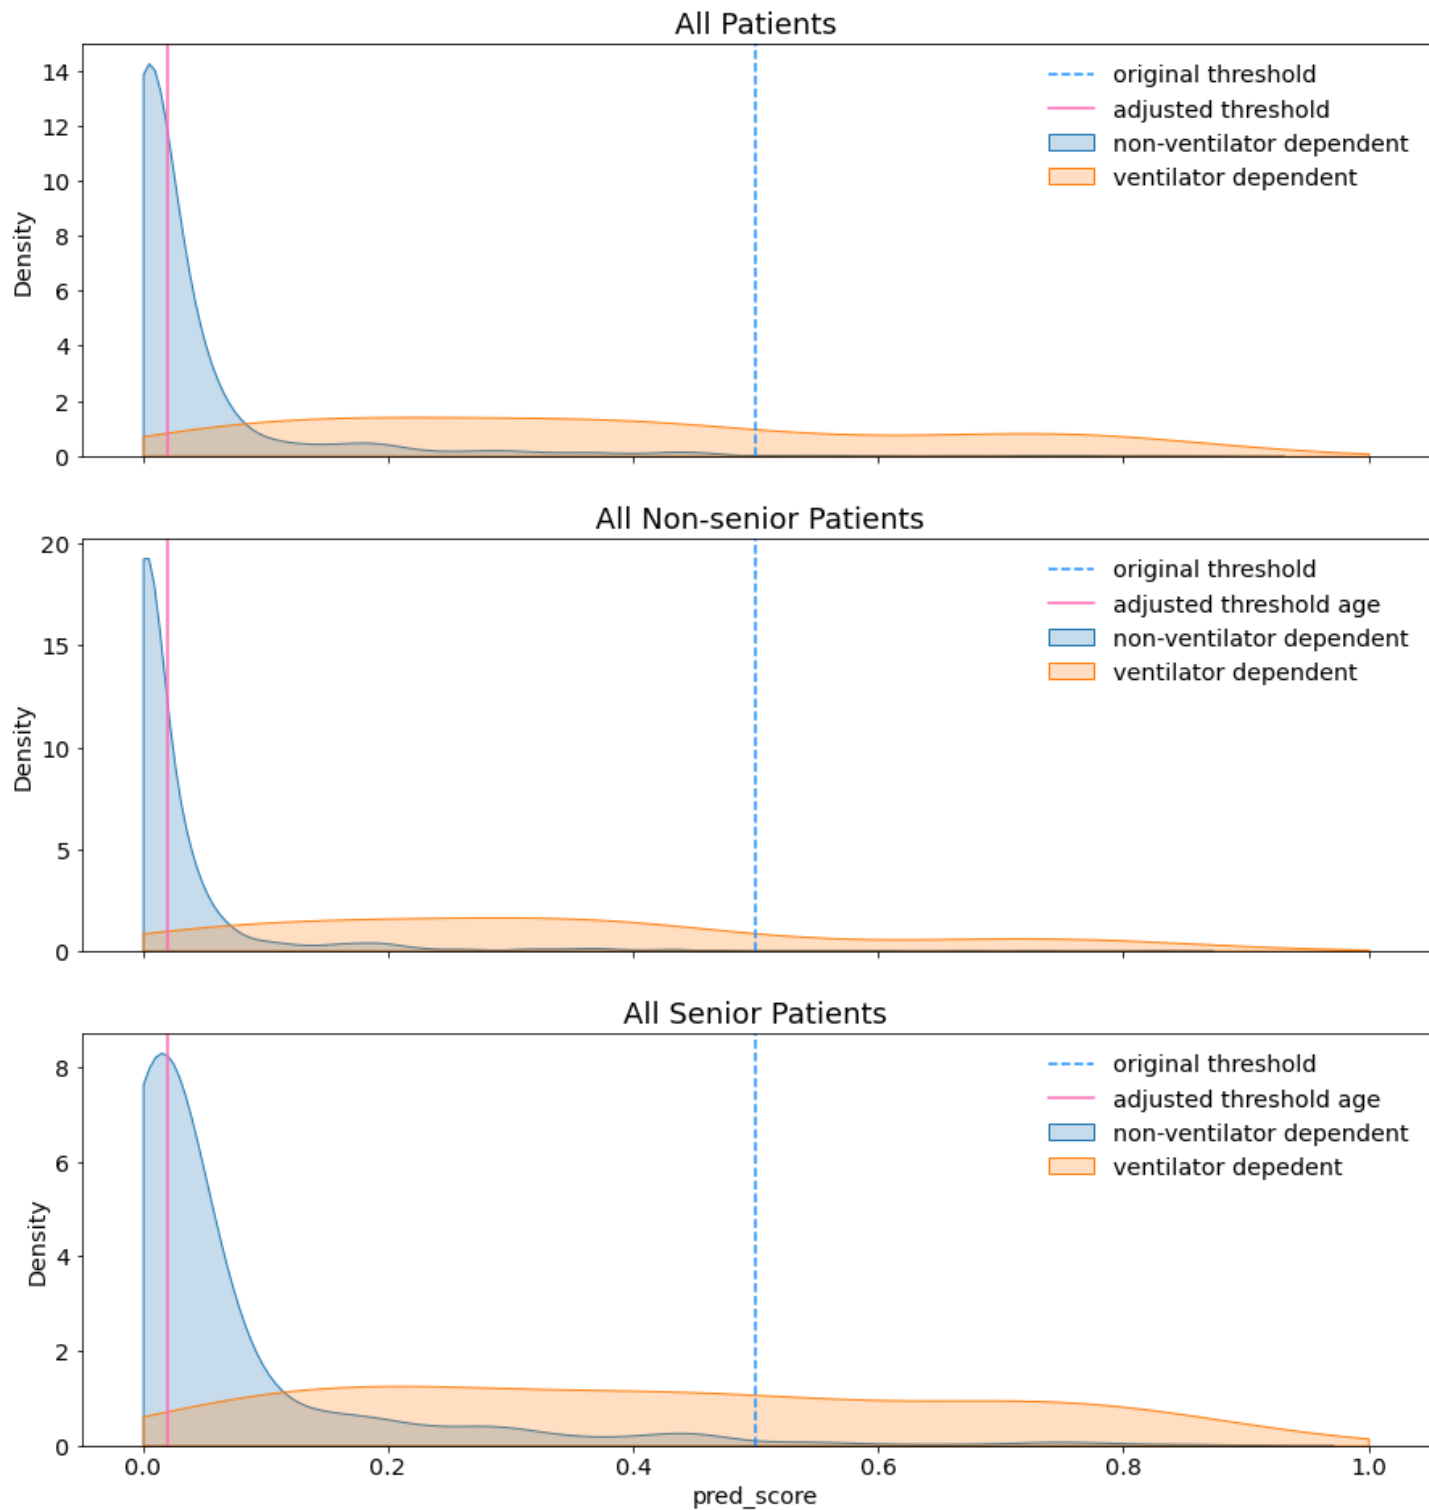 All Patients
14
12
10
8
6
4
2
0
Density
original threshold
adjusted threshold
non-ventilator dependent
ventilator dependent
All Non-senior Patients
20
15
10
5
0
Density
original threshold
adjusted threshold age
non-ventilator dependent
ventilator dependent
All Senior Patients
8
6
4
2
0
Density
original threshold
adjusted threshold age
non-ventilator dependent
ventilator depedent
0.0 0.2 0.4 0.6 0.8 1.0
pred_score